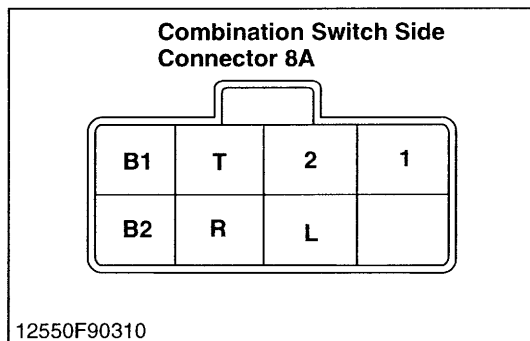 Combination Switch Side
Connector 8A
B1 T 2 1
B2 R L
12550F90310